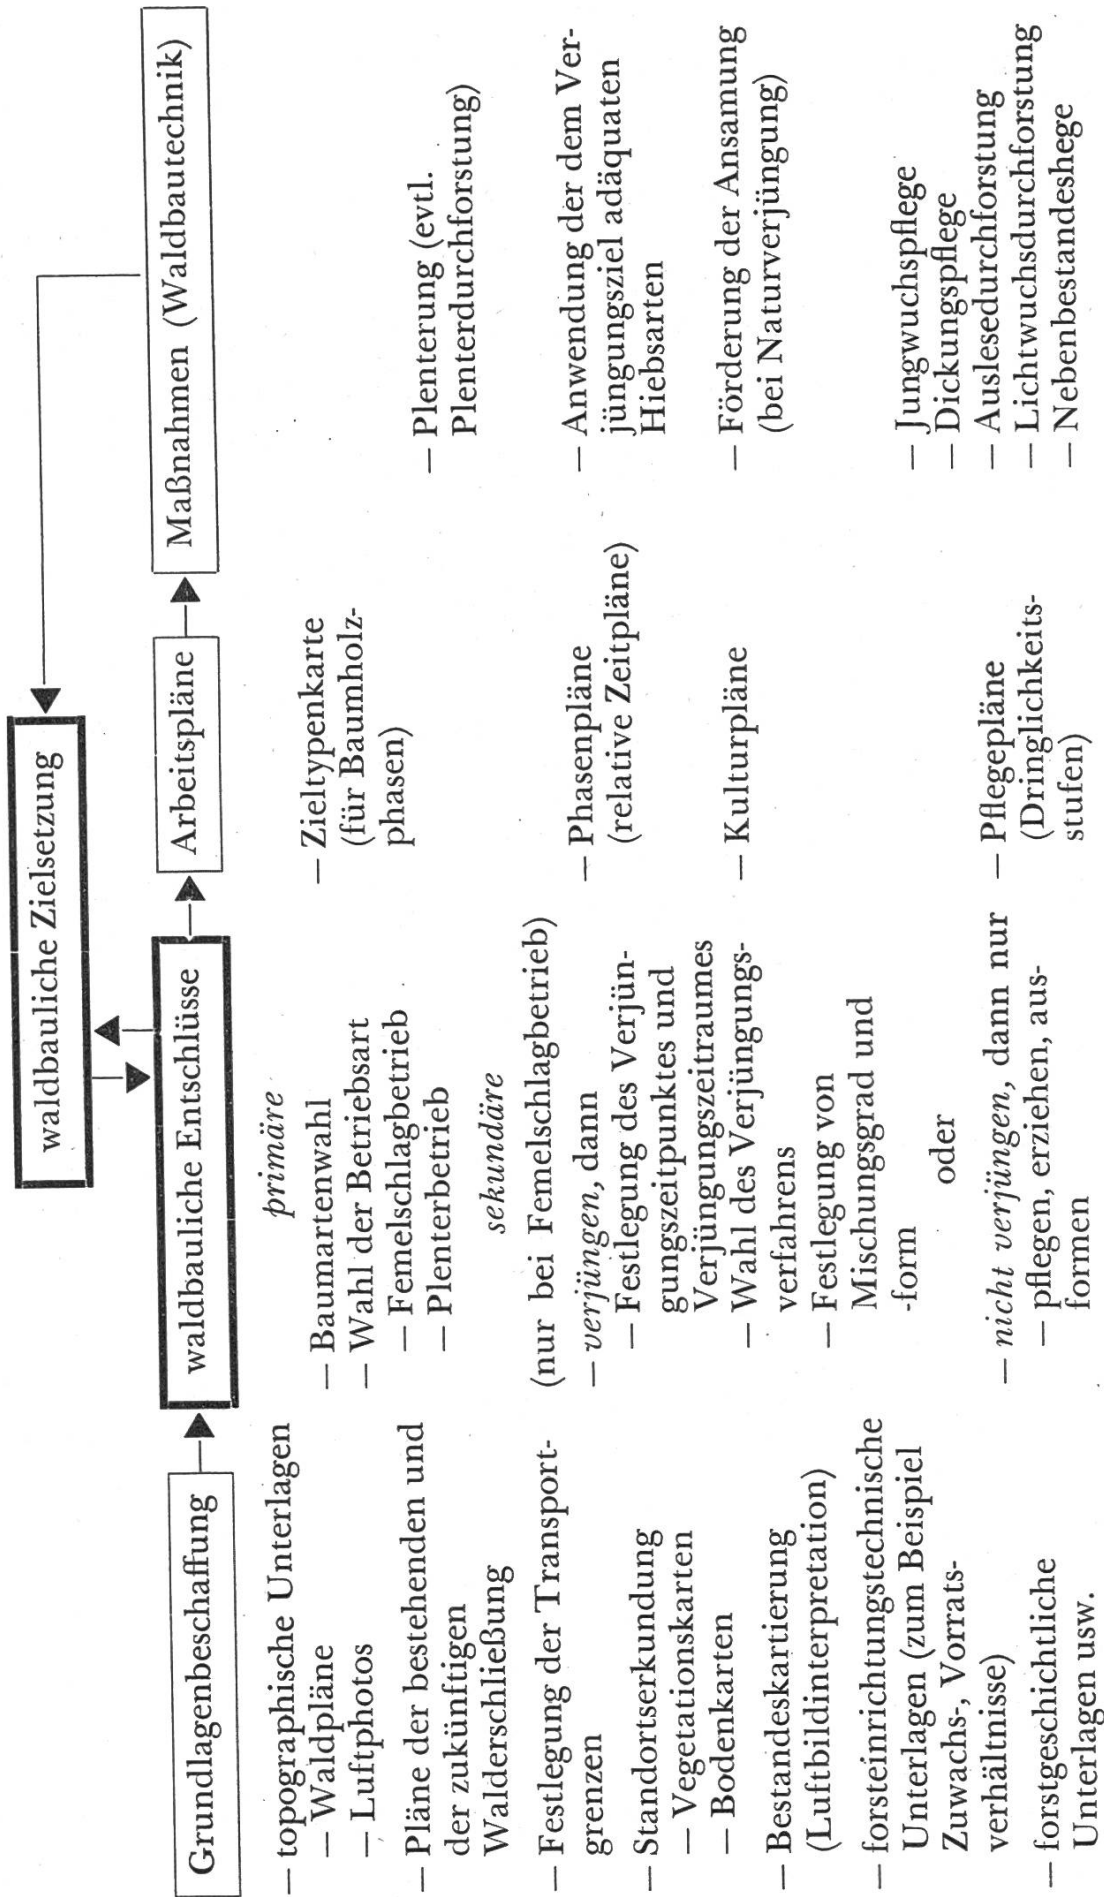 waldbauliche Zielsetzung
Grundlagenbeschaffung
waldbauliche Entschlüsse
Arbeitspläne
Maßnahmen (Waldbautechnik)
— topographische Unterlagen
— Waldpläne
— Luftphotos
— Pläne der bestehenden und
der zukünftigen
Walderschließung
— Festlegung der Transport-
grenzen
— Standortserkundung
— Vegetationskarten
— Bodenkarten
— Bestandeskartierung
(Luftbildinterpretation)
— forsteinrichtungstechnische
Unterlagen (zum Beispiel
Zuwachs-, Vorrats-
verhältnisse)
— forstgeschichtliche
Unterlagen usw.
primäre
— Baumartenwahl
— Wahl der Betriebsart
— Femelschlagbetrieb
— Plenterbetrieb
sekundäre
(nur bei Femelschlagbetrieb)
— verjüngen, dann
— Festlegung des Verjün-
gungszeitpunktes und
Verjüngungszeitraumes
— Wahl des Verjüngungs-
verfahrens
— Festlegung von
Mischungsgrad und
-form
oder
— nicht verjüngen, dann nur
— pflegen, erziehen, aus-
formen
— Zieltypenkarte
(für Baumholz-
phasen)
— Phasenpläne
(relative Zeitpläne)
— Kulturpläne
— Pflegepläne
(Dringlichkeits-
stufen)
— Plenterung (evtl.
Plenterdurchforstung)
— Anwendung der dem Ver-
jüngungsziel adäquaten
Hiebsarten
— Förderung der Ansamung
(bei Naturverjüngung)
— Jungwuchspflege
— Dickungspflege
— Auslesedurchforstung
— Lichtwuchsdurchforstung
— Nebenbestandeshege